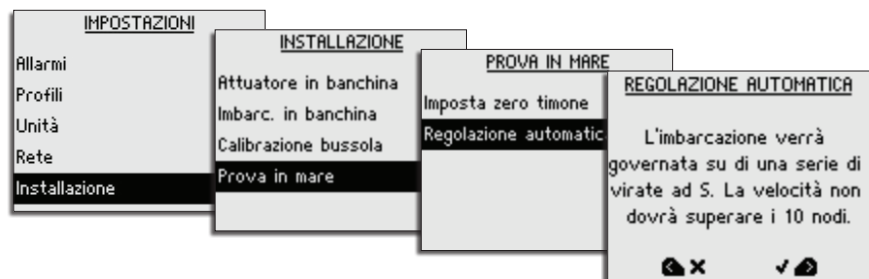 IMPOSTAZIONI
Allarmi
Profili
Unità
Rete
Installazione
INSTALLAZIONE
Attuatore in banchina
Imbarc. in banchina
Calibrazione bussola
Prova in mare
PROVA IN MARE
Imposta zero timone
Regolazione automatic
REGOLAZIONE AUTOMATICA
L'imbarcazione verrà
governata su di una serie di
virate ad S. La velocità non
dovrà superare i 10 nodi.